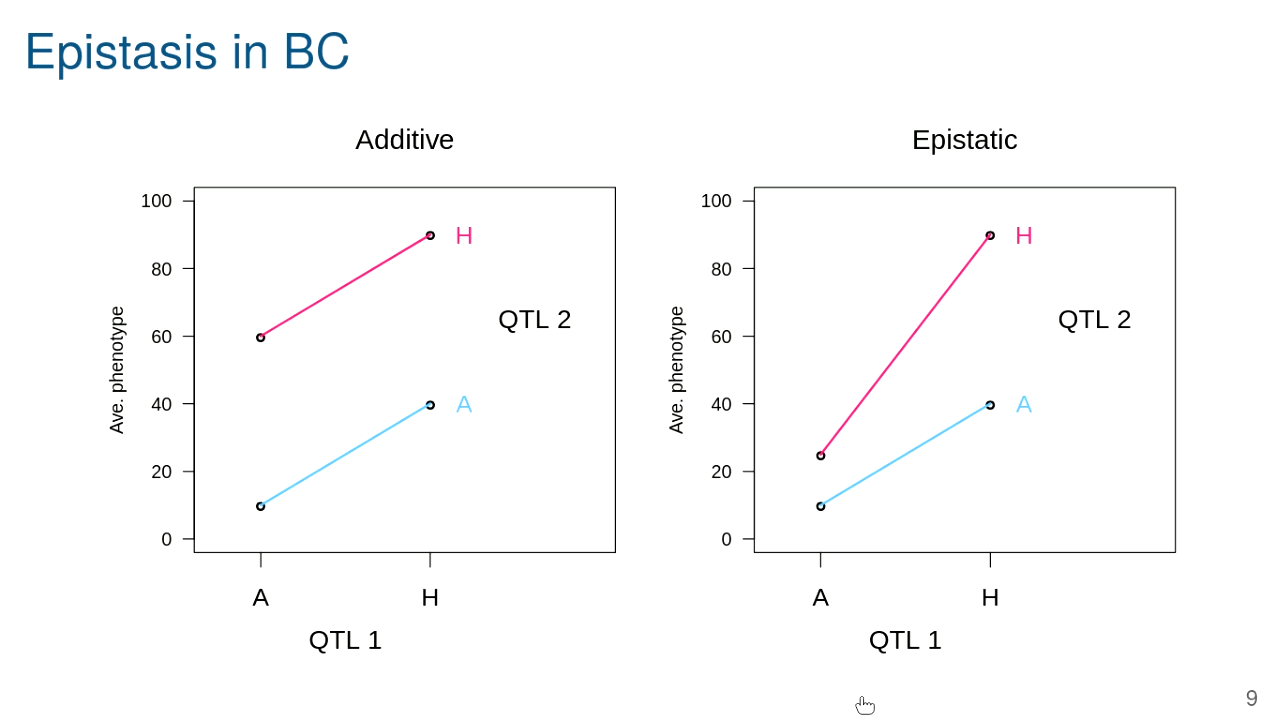 Epistasis in BC
Additive
100
80
60
40
20
0
Ave. phenotype
H
QTL 2
A
A H
QTL 1
Epistatic
100
80
60
40
20
0
Ave. phenotype
H
QTL 2
A
A H
QTL 1
9